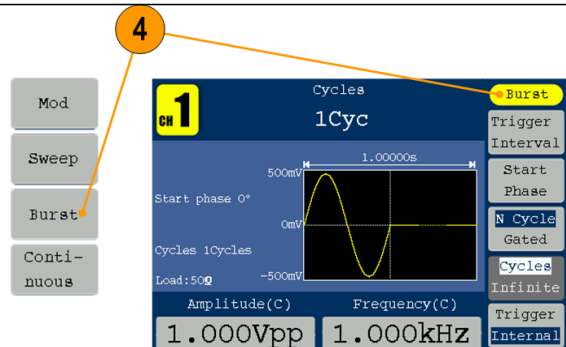 4
Mod
Sweep
Burst
Conti-
nuous
CH 1
Cycles
1Cyc
Burst
Trigger
Interval
Start
Phase
N Cycle
Gated
Cycles
Infinite
Trigger
Internal
1.00000s
500mV
0mV
-500mV
Start phase 0°
Cycles 1Cycles
Load:50Ω
Amplitude(C)
1.000Vpp
Frequency(C)
1.000kHz